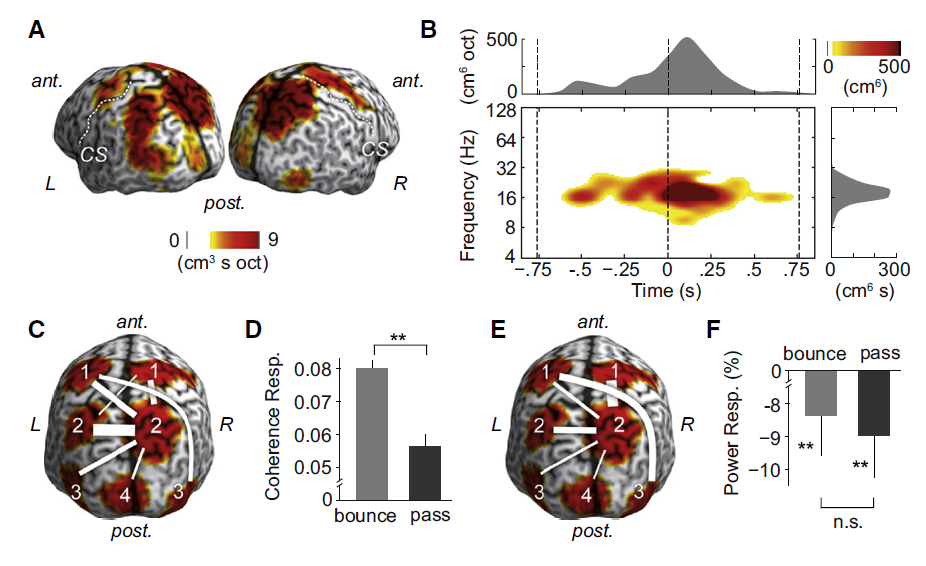 A
ant.
ant.
CS
CS
L
R
post.
0
9
(cm³ s oct)
B
500
0
(cm⁶ oct)
0 500
(cm⁶)
128
64
32
16
8
4
Frequency (Hz)
-.75 -.5 -.25 0 .25 .5 .75
Time (s)
0 300
(cm⁶ s)
C
ant.
1 1
L 2 2 R
3 4 3
post.
D
**
0.08
0.07
0.06
0.05
0
Coherence Resp.
bounce pass
E
ant.
1 1
L 2 2 R
3 4 3
post.
F
bounce pass
0
-8
-9
-10
Power Resp. (%)
**
**
n.s.